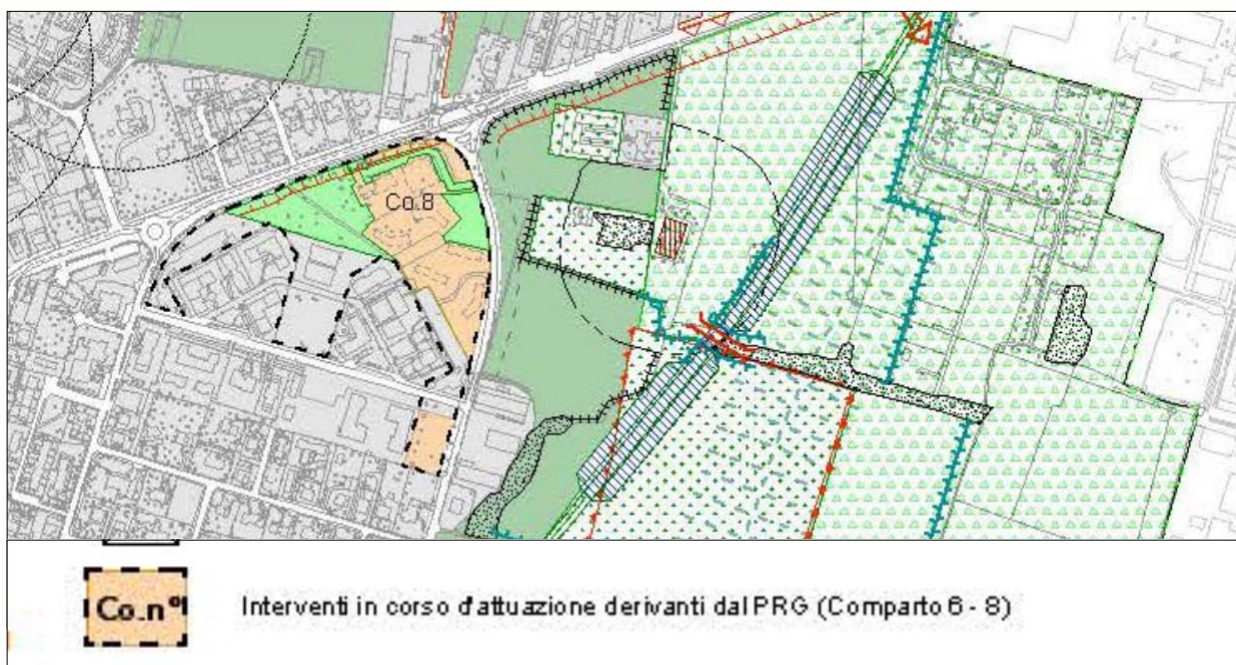 Co.8
Co.n°
Interventi in corso d'attuazione derivanti dal PRG (Comparto 6 - 8)